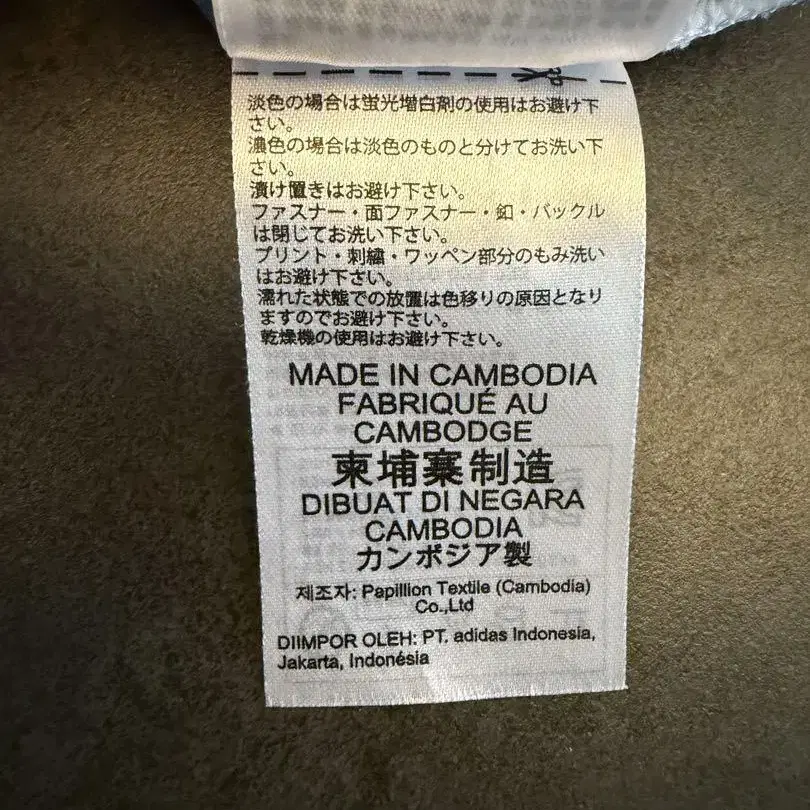 淡色の場合は蛍光増白剤の使用はお避け下
さい。
濃色の場合は淡色のものと分けてお洗い下
さい。
漬け置きはお避け下さい。
ファスナー・面ファスナー・釦・バックル
は閉じてお洗い下さい。
プリント・刺繍・ワッペン部分のもみ洗い
はお避け下さい。
濡れた状態での放置は色移りの原因となり
ますのでお避け下さい。
乾燥機の使用はお避け下さい。
MADE IN CAMBODIA
FABRIQUÉ AU
CAMBODGE
柬埔寨制造
DIBUAT DI NEGARA
CAMBODIA
カンボジア製
제조자: Papillion Textile (Cambodia)
Co.,Ltd
DIIMPOR OLEH: PT. adidas Indonesia,
Jakarta, Indonésia